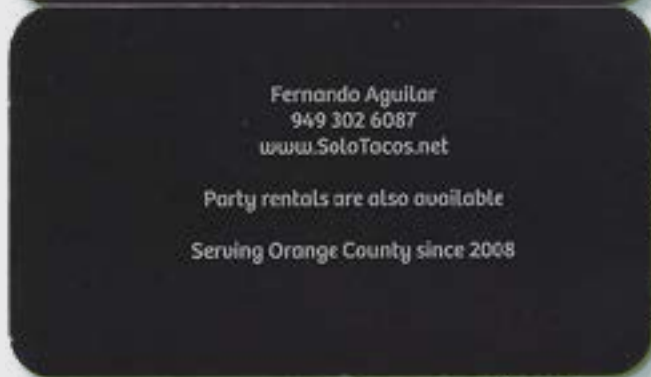 Fernando Aguilar
949 302 6087
www.SoloTacos.net
Party rentals are also available
Serving Orange County since 2008